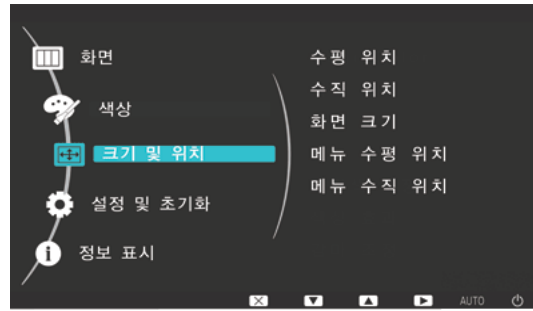 화면
색상
크기 및 위치
설정 및 초기화
정보 표시
수평 위치
수직 위치
화면 크기
메뉴 수평 위치
메뉴 수직 위치
AUTO